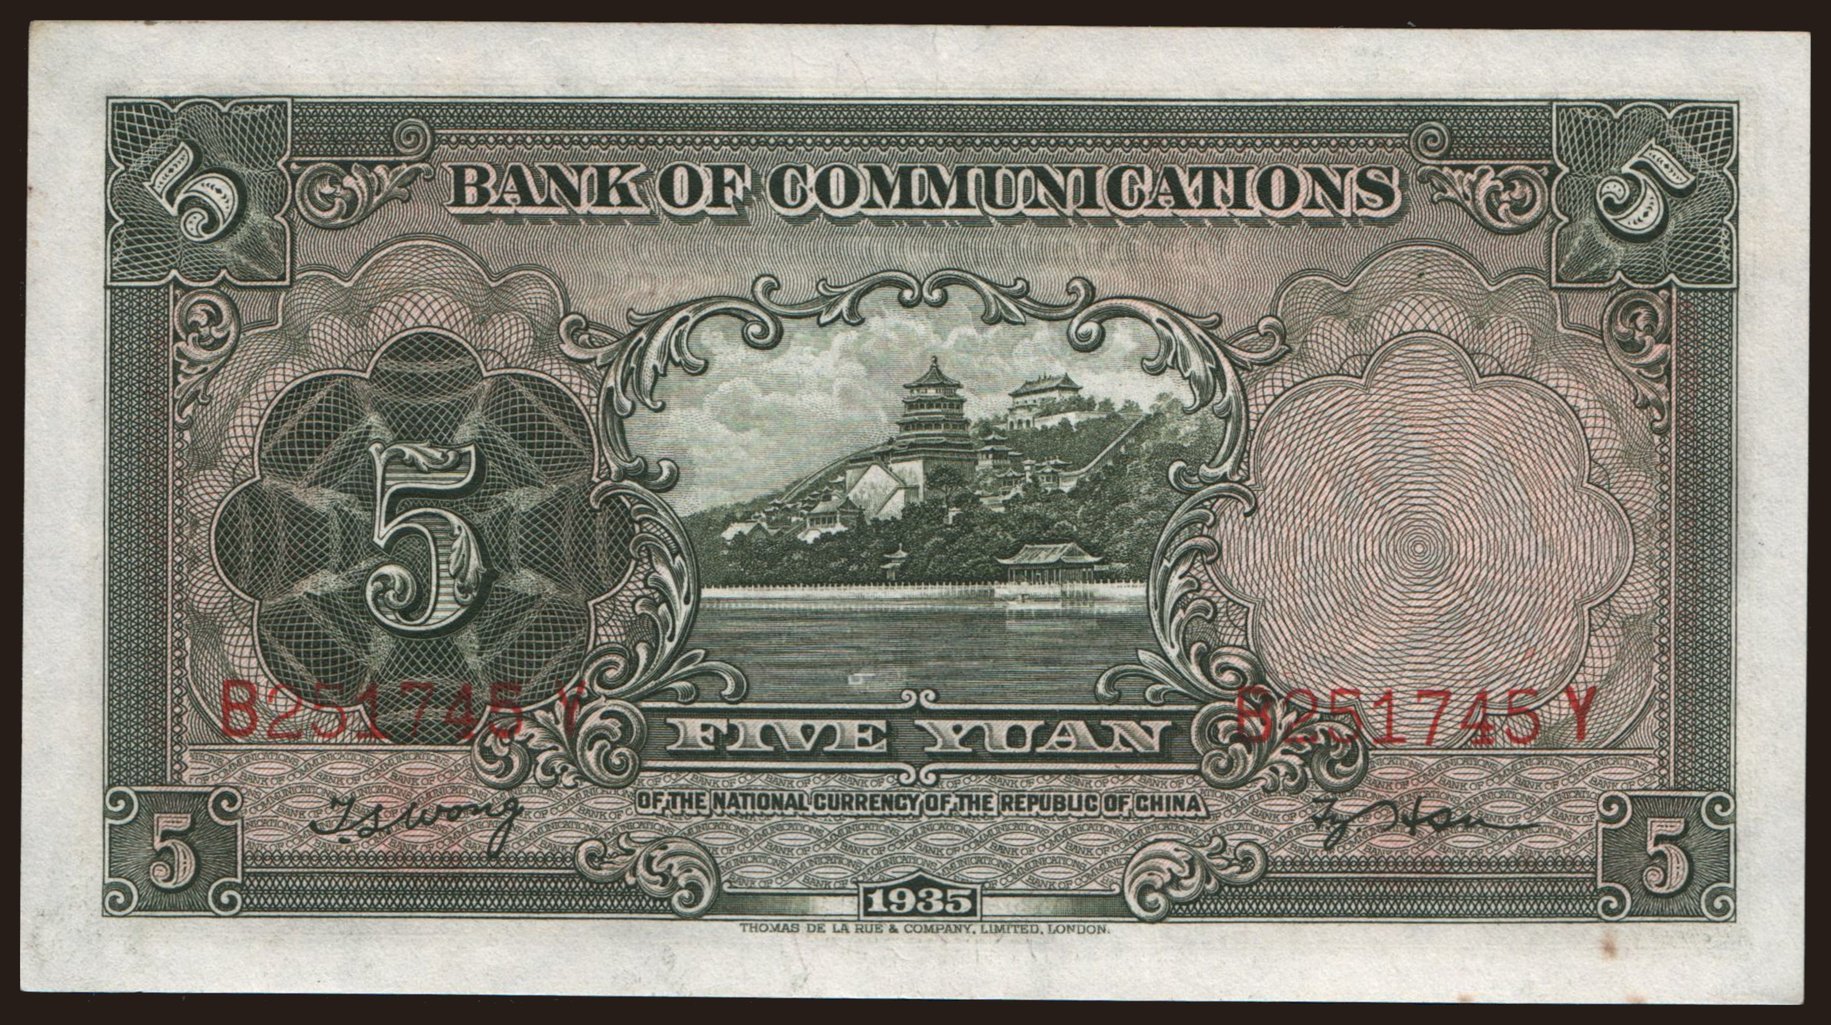 5 BANK OF COMMUNICATIONS 5
5
B251745 Y B251745 Y
FIVE YUAN
OF THE NATIONAL CURRENCY OF THE REPUBLIC OF CHINA
T S Wong
5 5
1935
THOMAS DE LA RUE & COMPANY, LIMITED, LONDON.